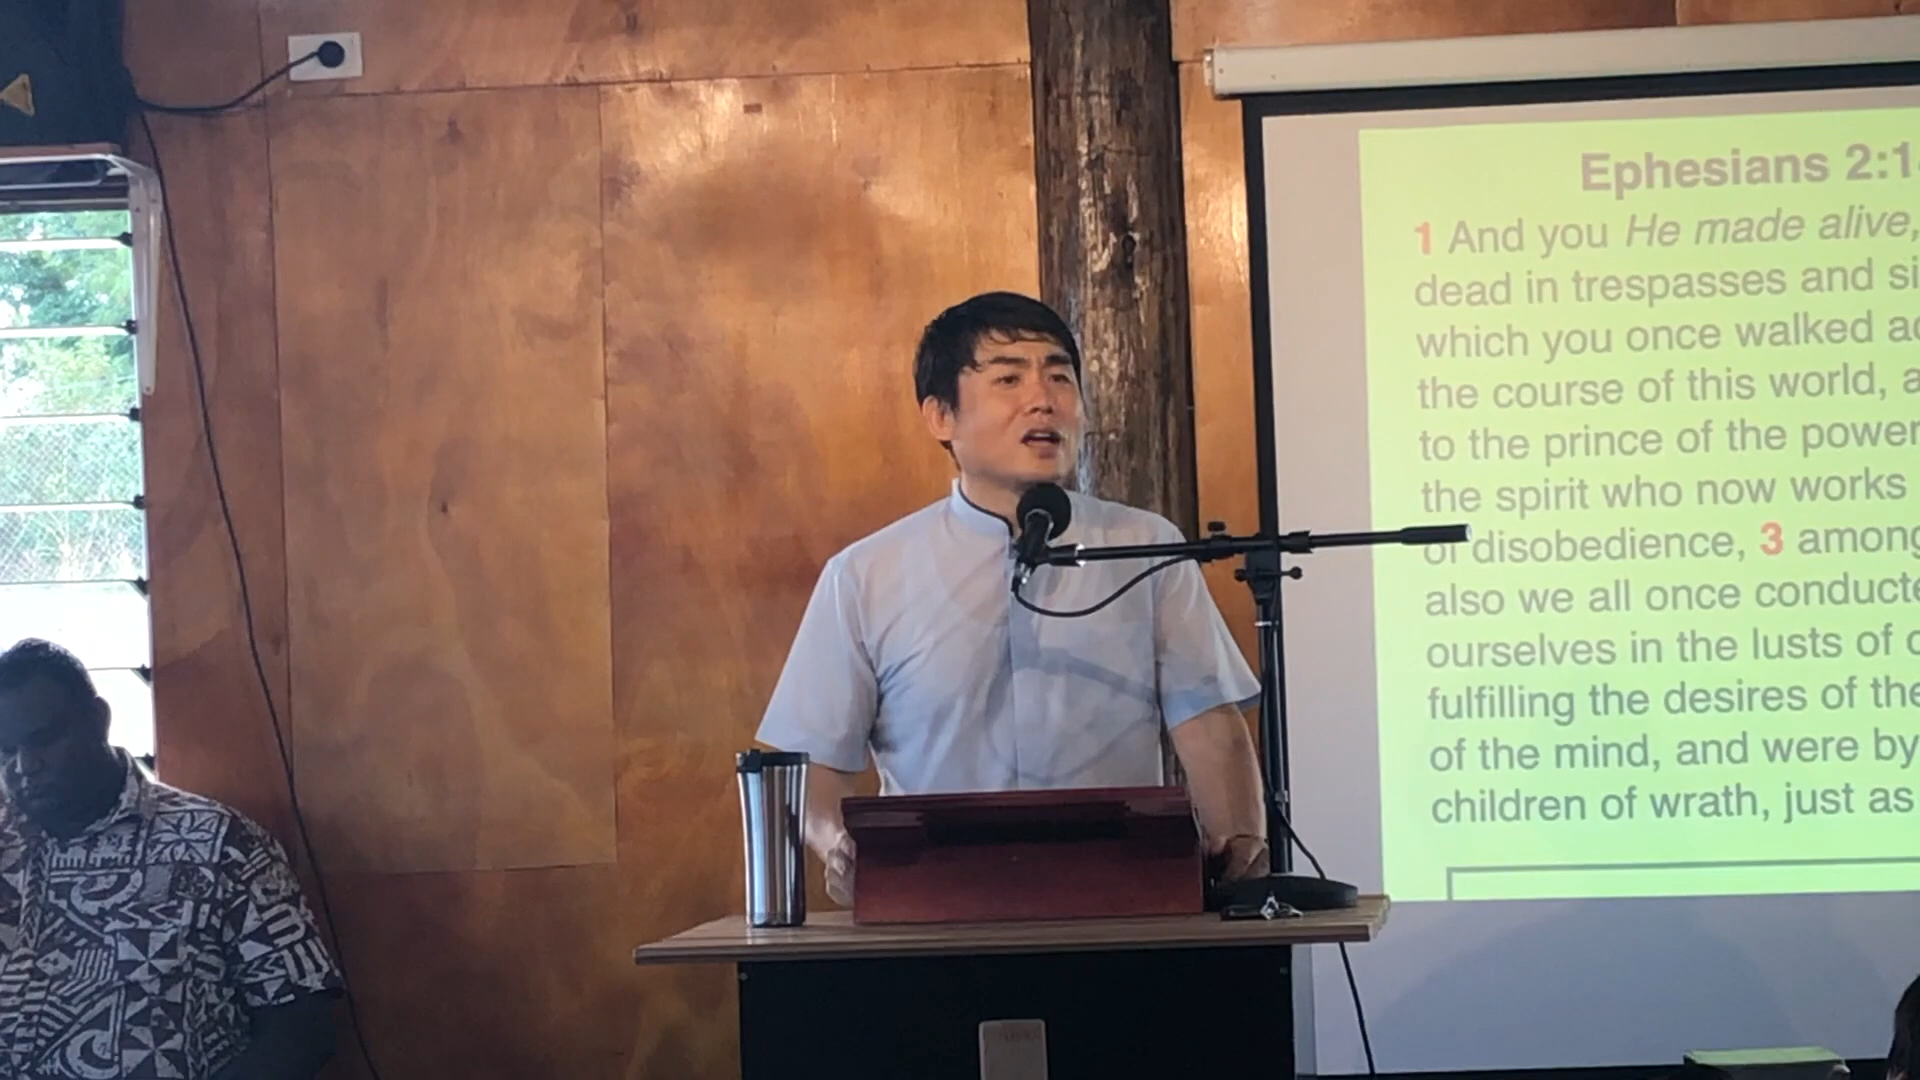 Ephesians 2:1
1 And you He made alive,
dead in trespasses and
which you once walked
the course of this world,
to the prince of the power
the spirit who now works
of disobedience, 3 among
also we all once
ourselves in the lusts of
fulfilling the desires of the
of the mind, and were by
children of wrath, just as